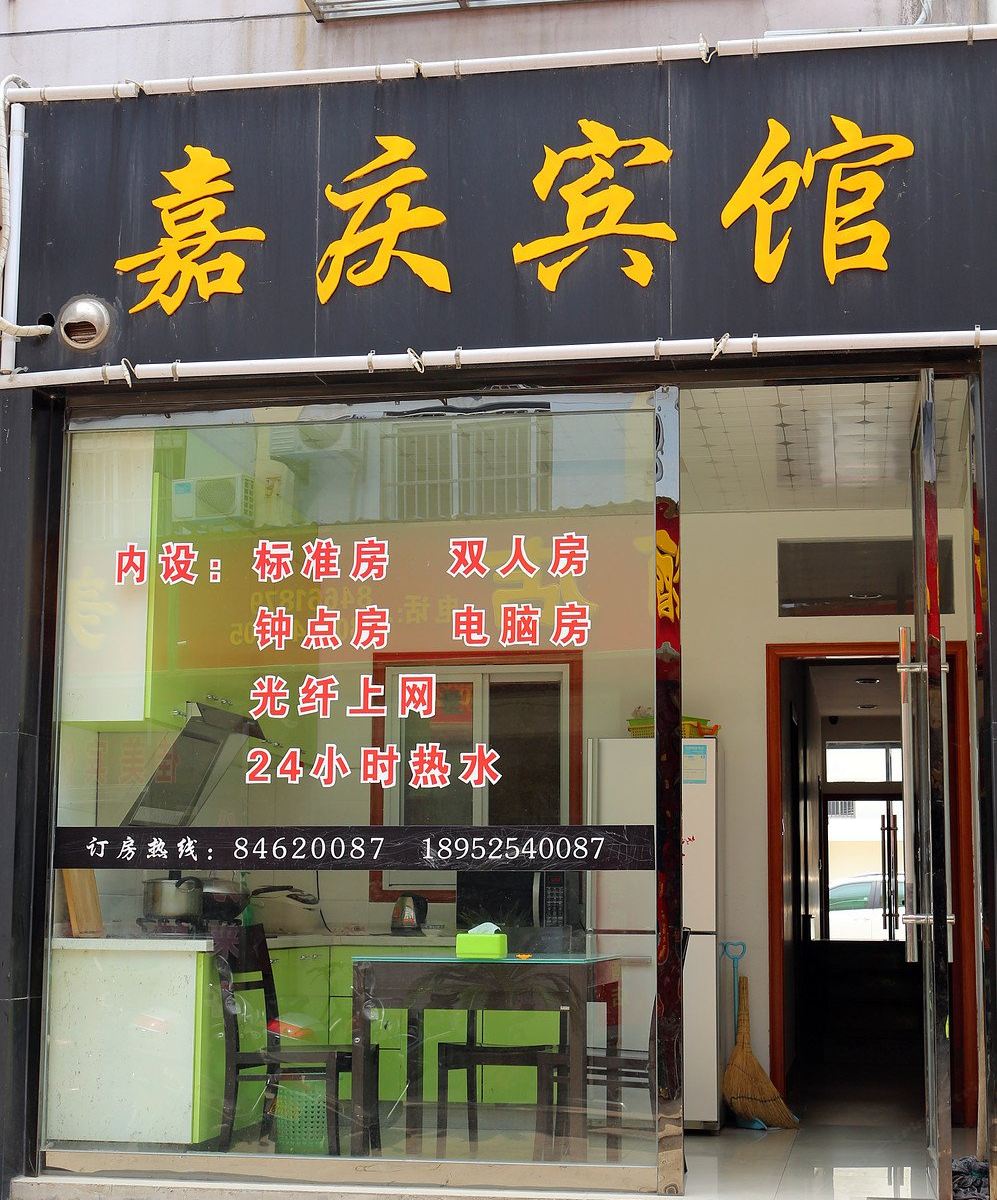 嘉庆宾馆
内设：标准房 双人房
钟点房 电脑房
光纤上网
24小时热水
订房热线：84620087 18952540087